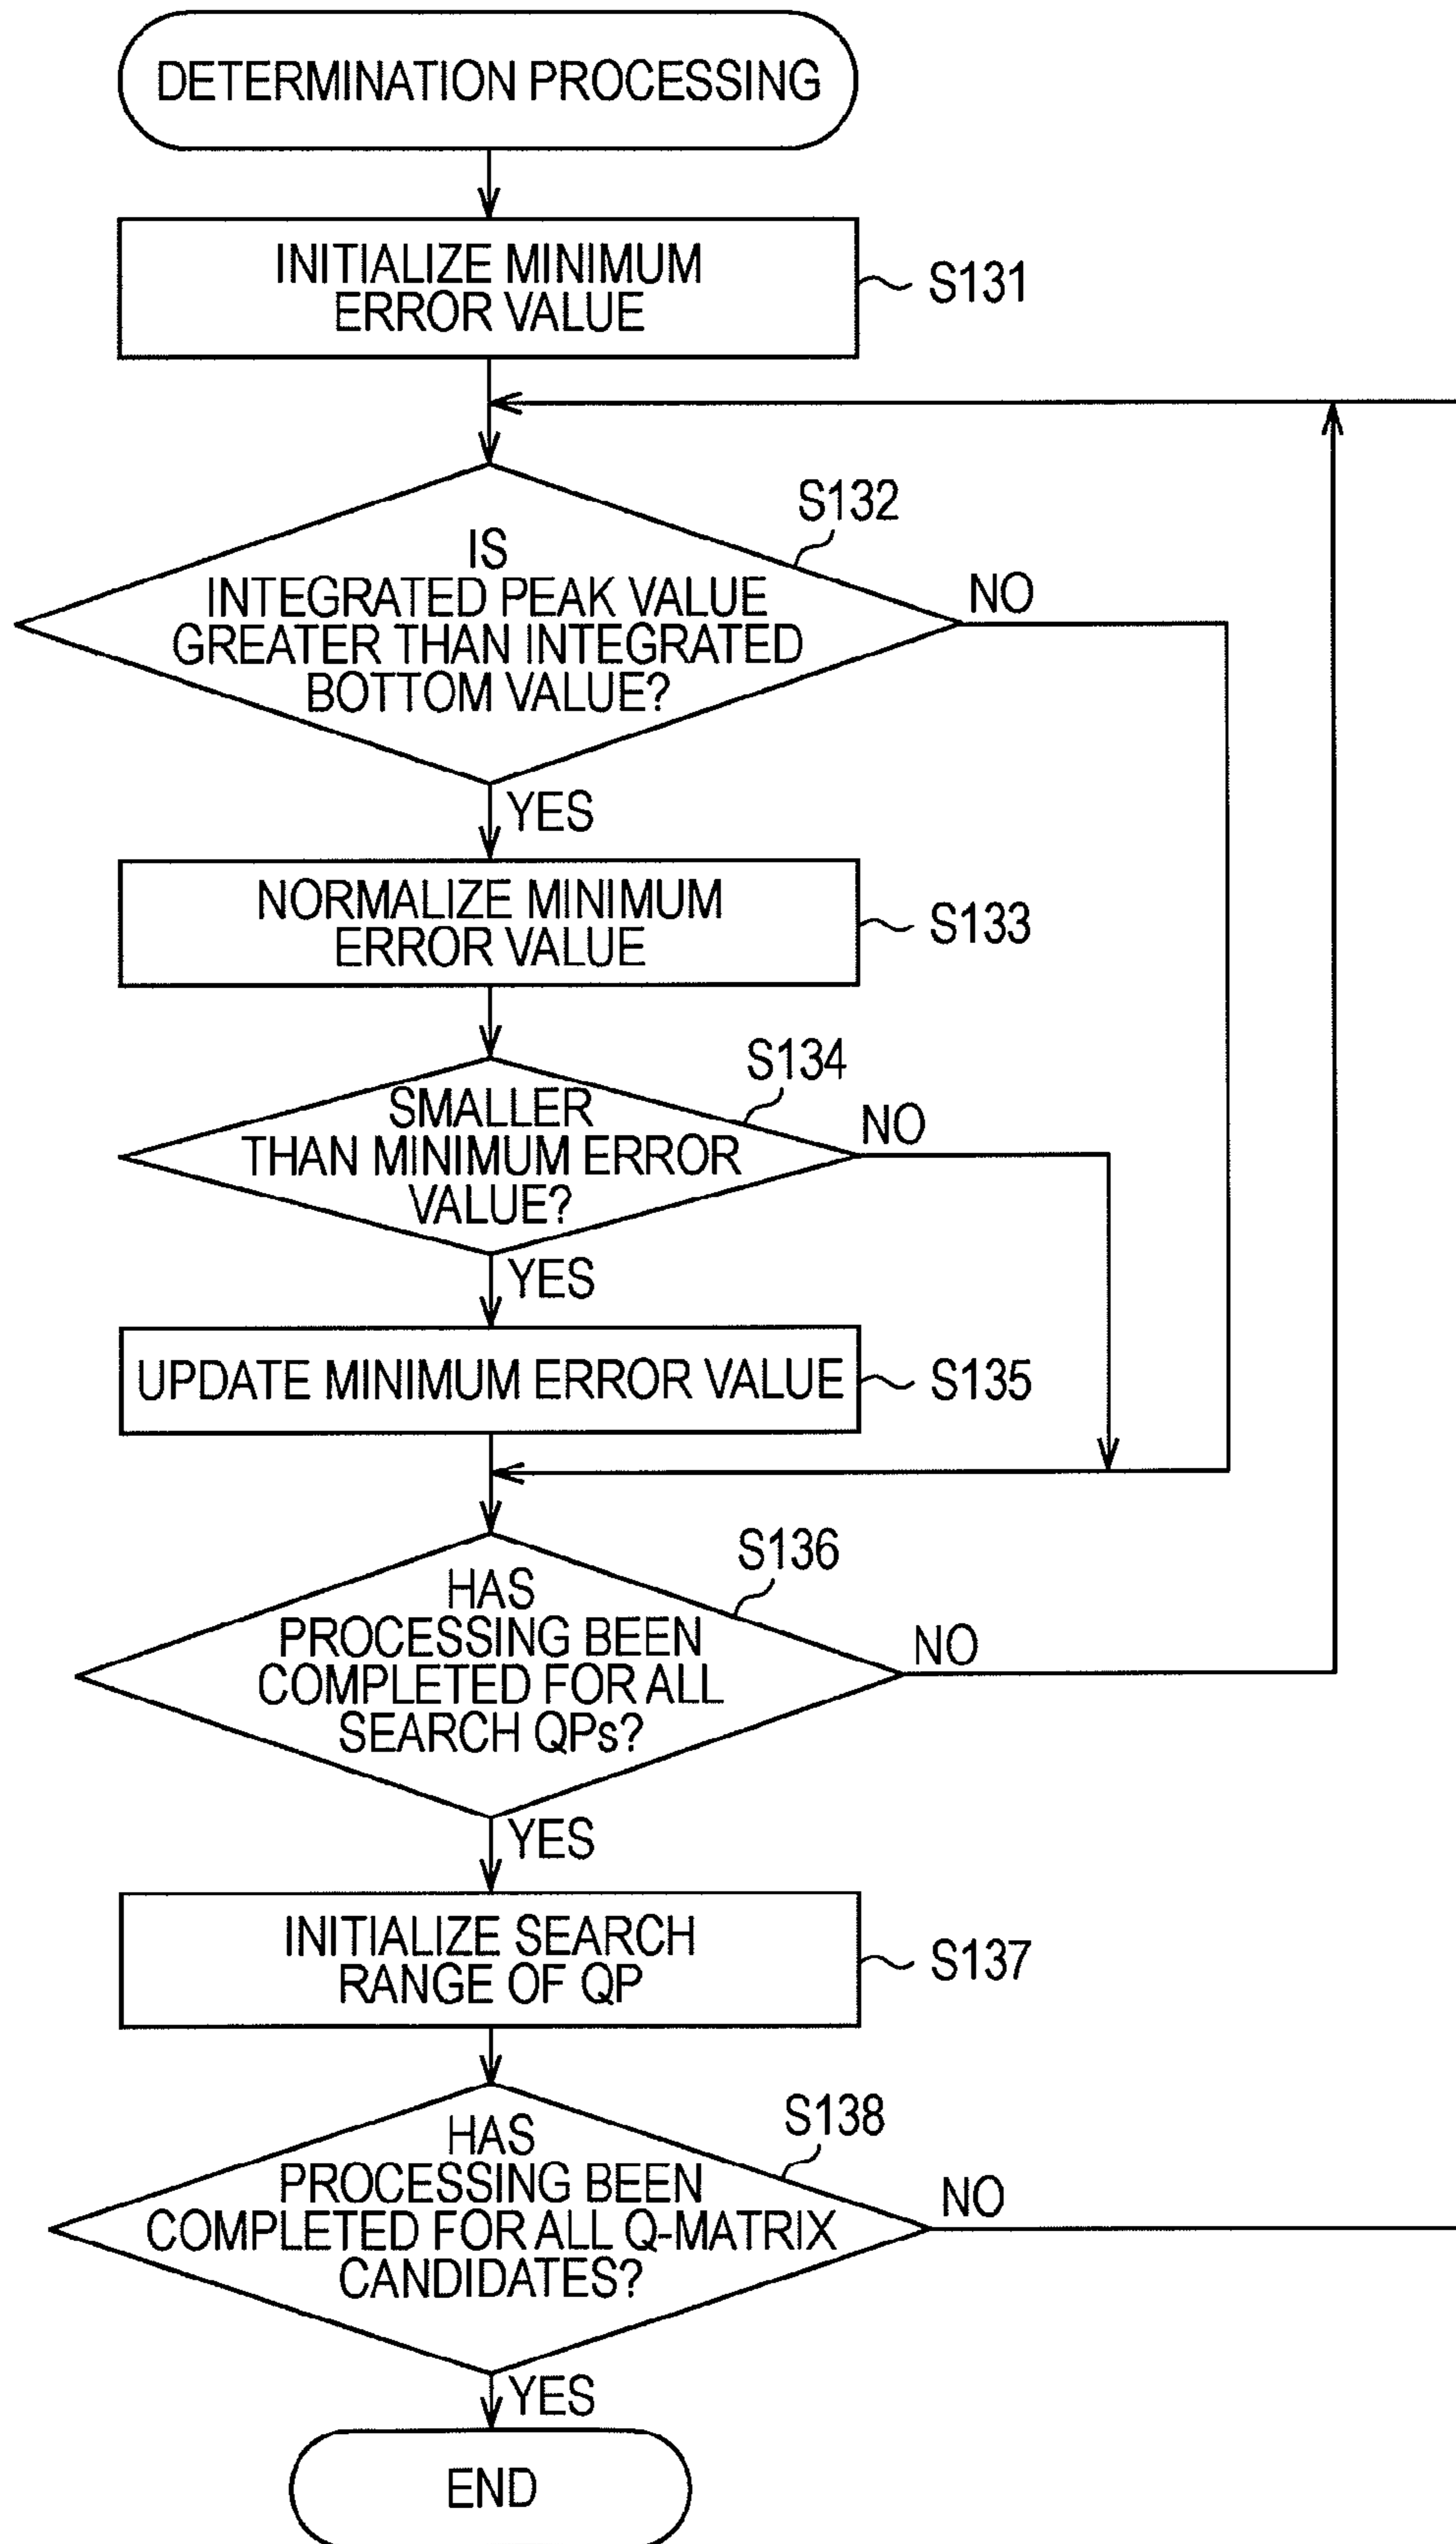 DETERMINATION PROCESSING
INITIALIZE MINIMUM
ERROR VALUE
S131
S132
IS
INTEGRATED PEAK VALUE
GREATER THAN INTEGRATED
BOTTOM VALUE?
NO
YES
NORMALIZE MINIMUM
ERROR VALUE
S133
S134
SMALLER
THAN MINIMUM ERROR
VALUE?
NO
YES
UPDATE MINIMUM ERROR VALUE
S135
S136
HAS
PROCESSING BEEN
COMPLETED FOR ALL
SEARCH QPs?
NO
YES
INITIALIZE SEARCH
RANGE OF QP
S137
S138
HAS
PROCESSING BEEN
COMPLETED FOR ALL Q-MATRIX
CANDIDATES?
NO
YES
END